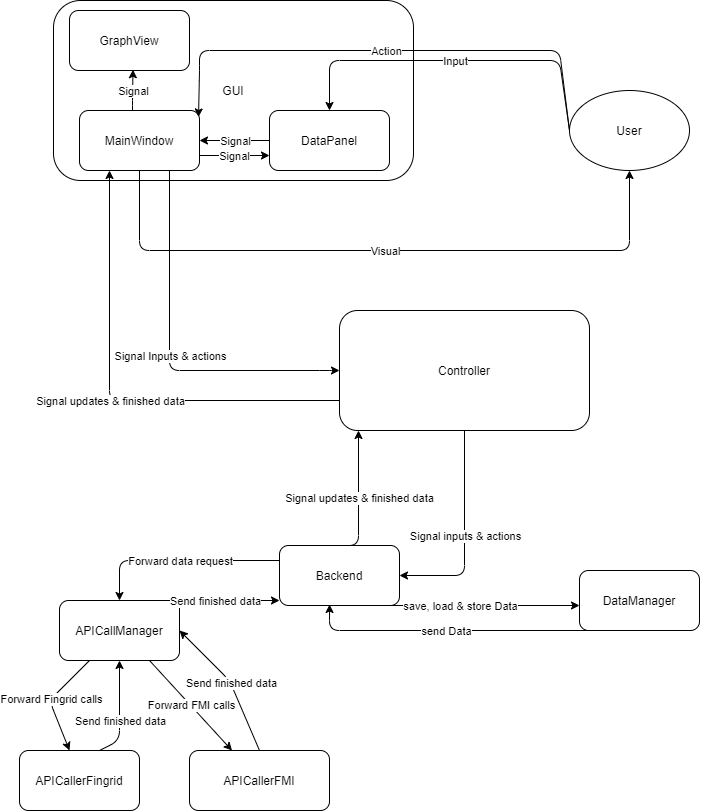 GraphView
Action
Input
Signal
GUI
User
MainWindow
Signal
DataPanel
Signal
Visual
Signal Inputs & actions
Controller
Signal updates & finished data
Signal updates & finished data
Signal inputs & actions
Forward data request
Backend
Send finished data
save, load & store Data
DataManager
APICallManager
send Data
Send finished data
Forward Fingrid calls
Forward FMI calls
Send finished data
APICallerFingrid
APICallerFMI